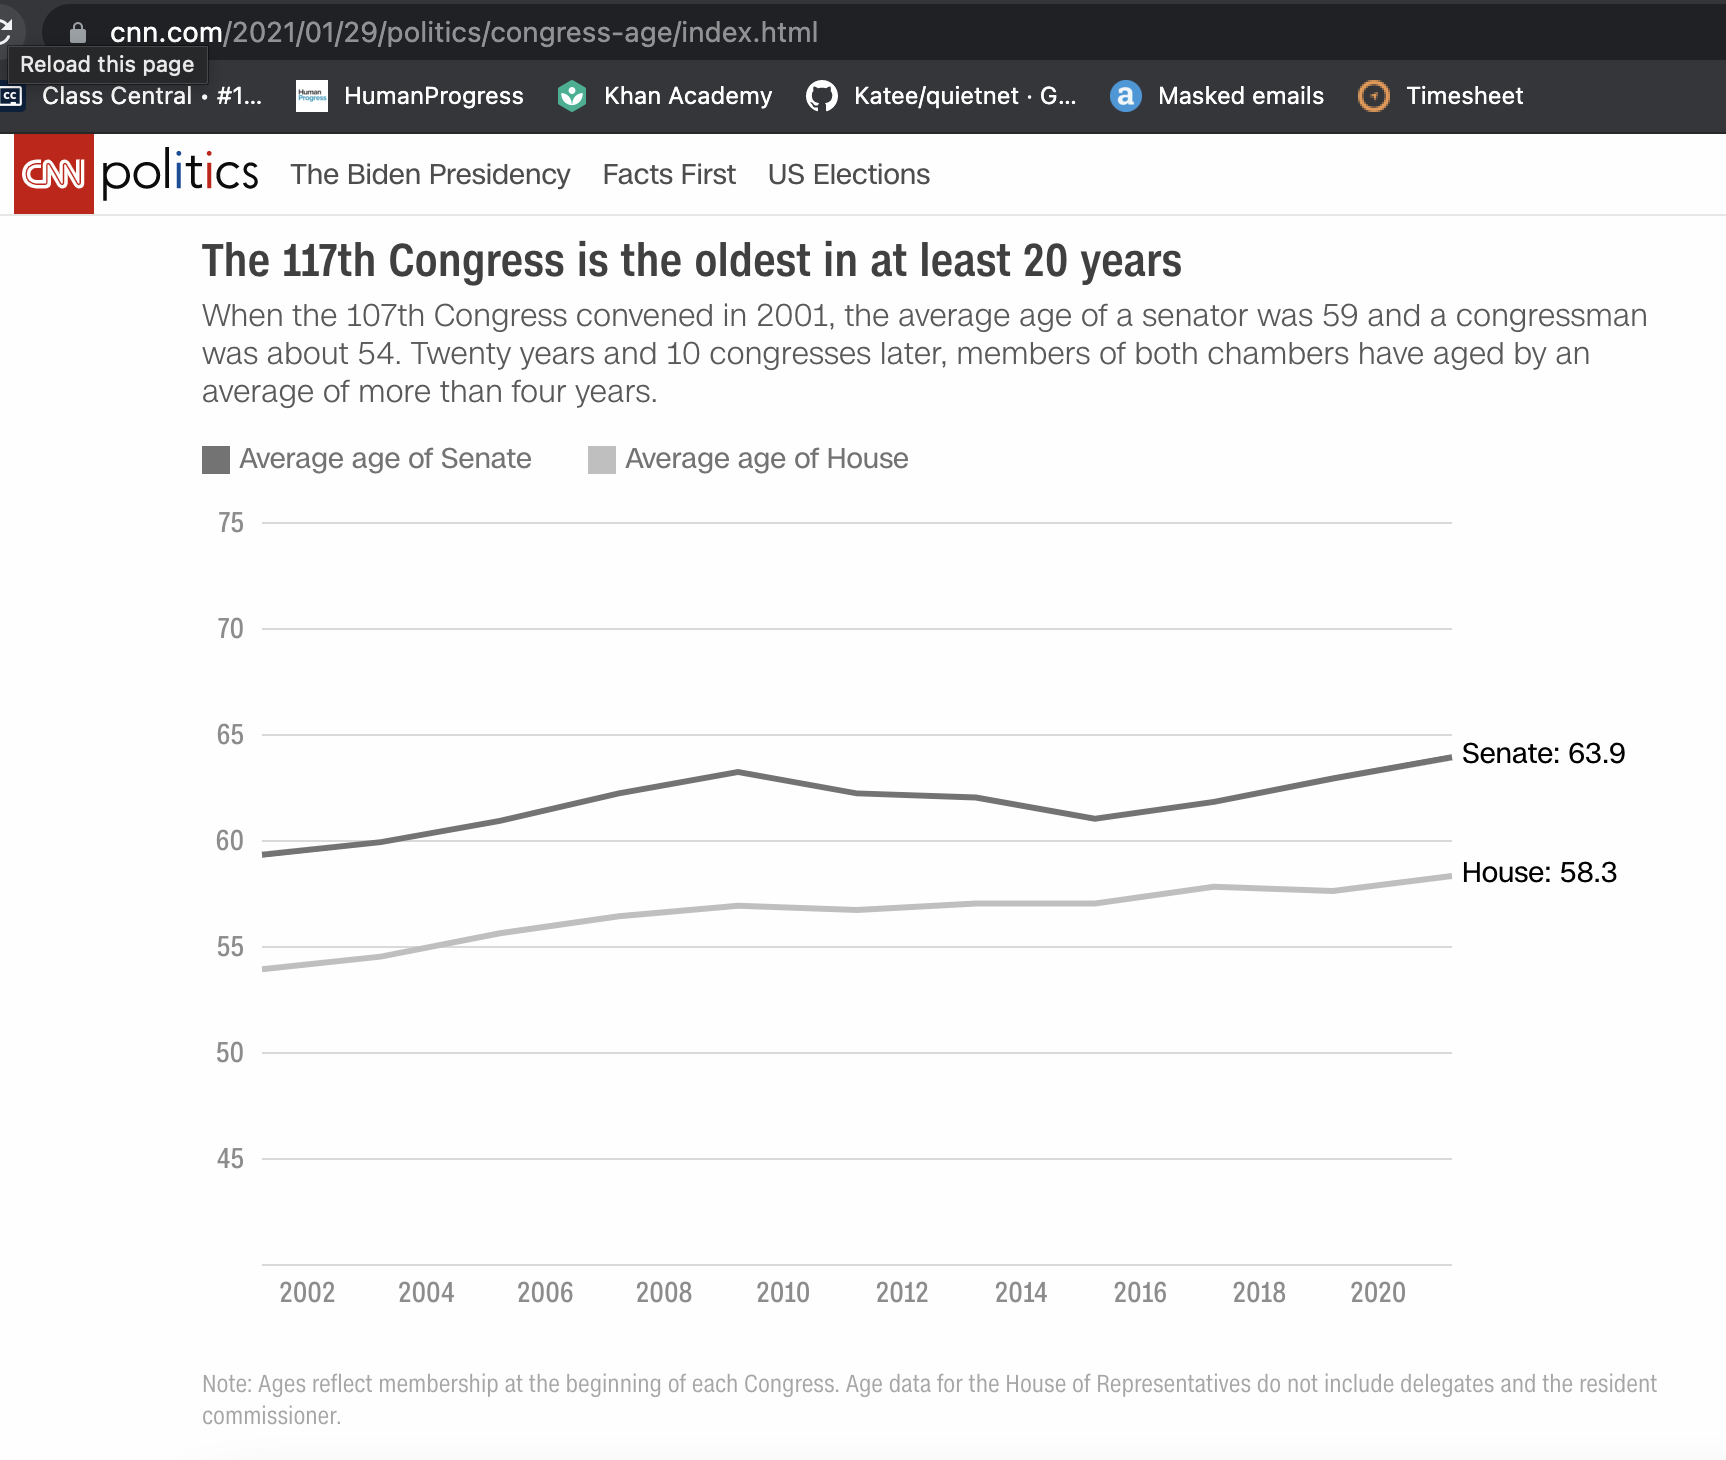 cnn.com/2021/01/29/politics/congress-age/index.html
Reload this page
Class Central • #1... HumanProgress Khan Academy Katee/quietnet · G... Masked emails Timesheet
CNN politics The Biden Presidency Facts First US Elections
The 117th Congress is the oldest in at least 20 years
When the 107th Congress convened in 2001, the average age of a senator was 59 and a congressman
was about 54. Twenty years and 10 congresses later, members of both chambers have aged by an
average of more than four years.
Average age of Senate Average age of House
75
70
65
Senate: 63.9
60
House: 58.3
55
50
45
2002 2004 2006 2008 2010 2012 2014 2016 2018 2020
Note: Ages reflect membership at the beginning of each Congress. Age data for the House of Representatives do not include delegates and the resident
commissioner.